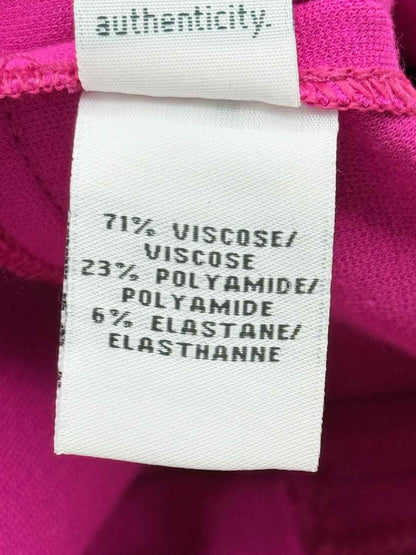 authenticity.
71% VISCOSE/
VISCOSE
23% POLYAMIDE/
POLYAMIDE
6% ELASTANE/
ELASTHANNE